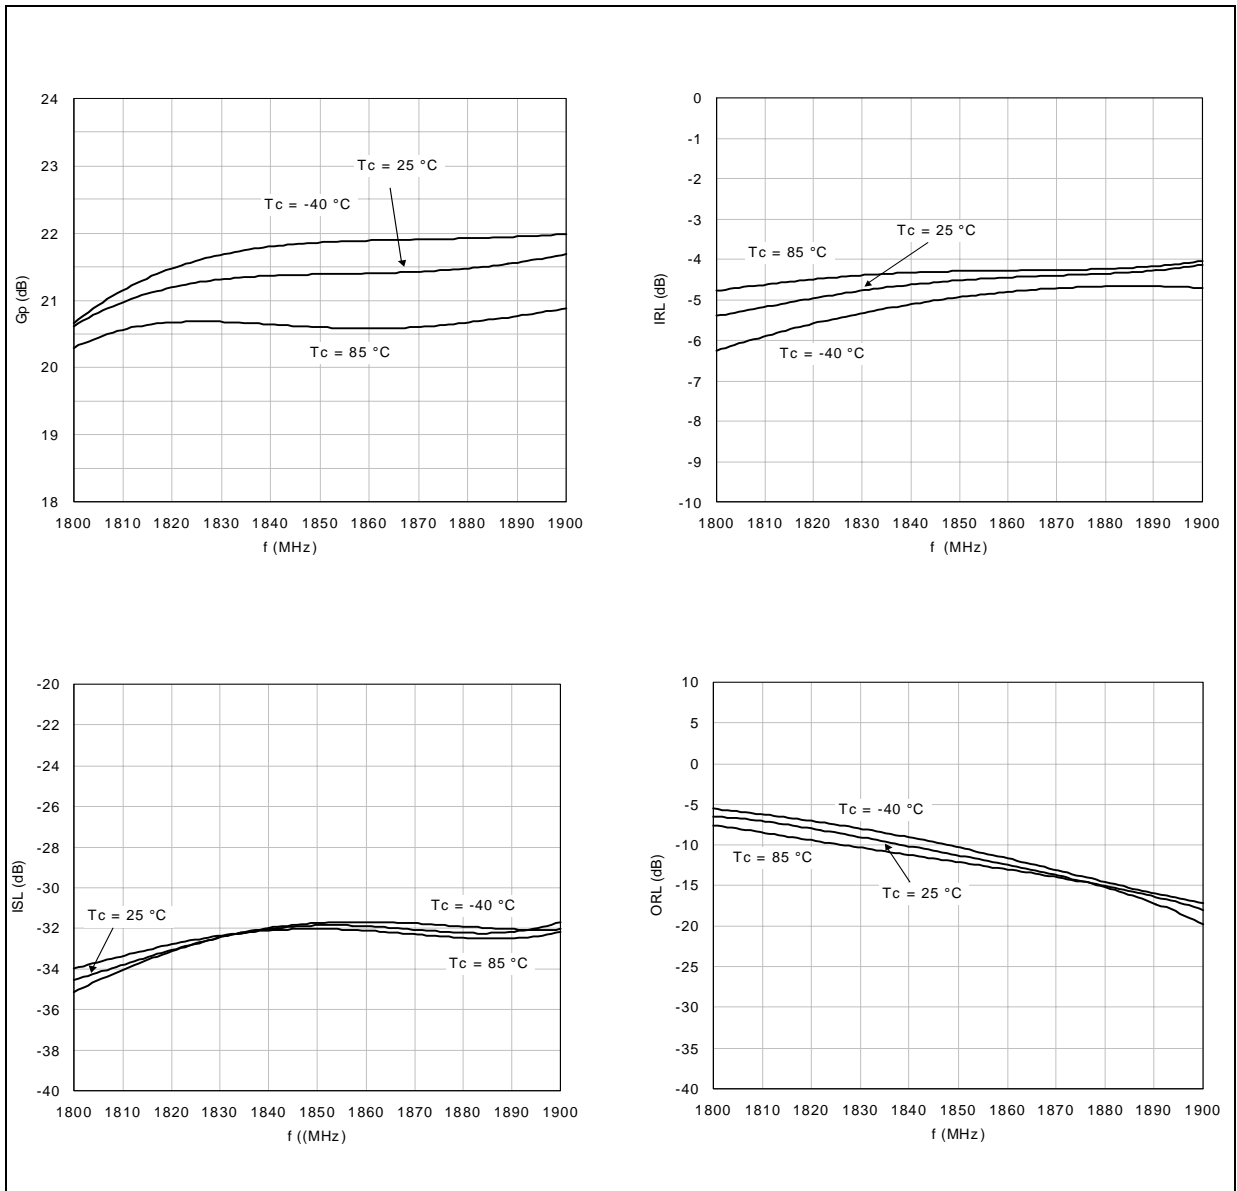 24
23
22
21
20
19
18
Gp (dB)
Tc = 25 °C
Tc = -40 °C
Tc = 85 °C
1800 1810 1820 1830 1840 1850 1860 1870 1880 1890 1900
f (MHz)
0
-1
-2
-3
-4
-5
-6
-7
-8
-9
-10
IRL (dB)
Tc = 25 °C
Tc = 85 °C
Tc = -40 °C
1800 1810 1820 1830 1840 1850 1860 1870 1880 1890 1900
f (MHz)
-20
-22
-24
-26
-28
-30
-32
-34
-36
-38
-40
ISL (dB)
Tc = -40 °C
Tc = 25 °C
Tc = 85 °C
1800 1810 1820 1830 1840 1850 1860 1870 1880 1890 1900
f ((MHz)
10
5
0
-5
-10
-15
-20
-25
-30
-35
-40
ORL (dB)
Tc = -40 °C
Tc = 85 °C
Tc = 25 °C
1800 1810 1820 1830 1840 1850 1860 1870 1880 1890 1900
f (MHz)